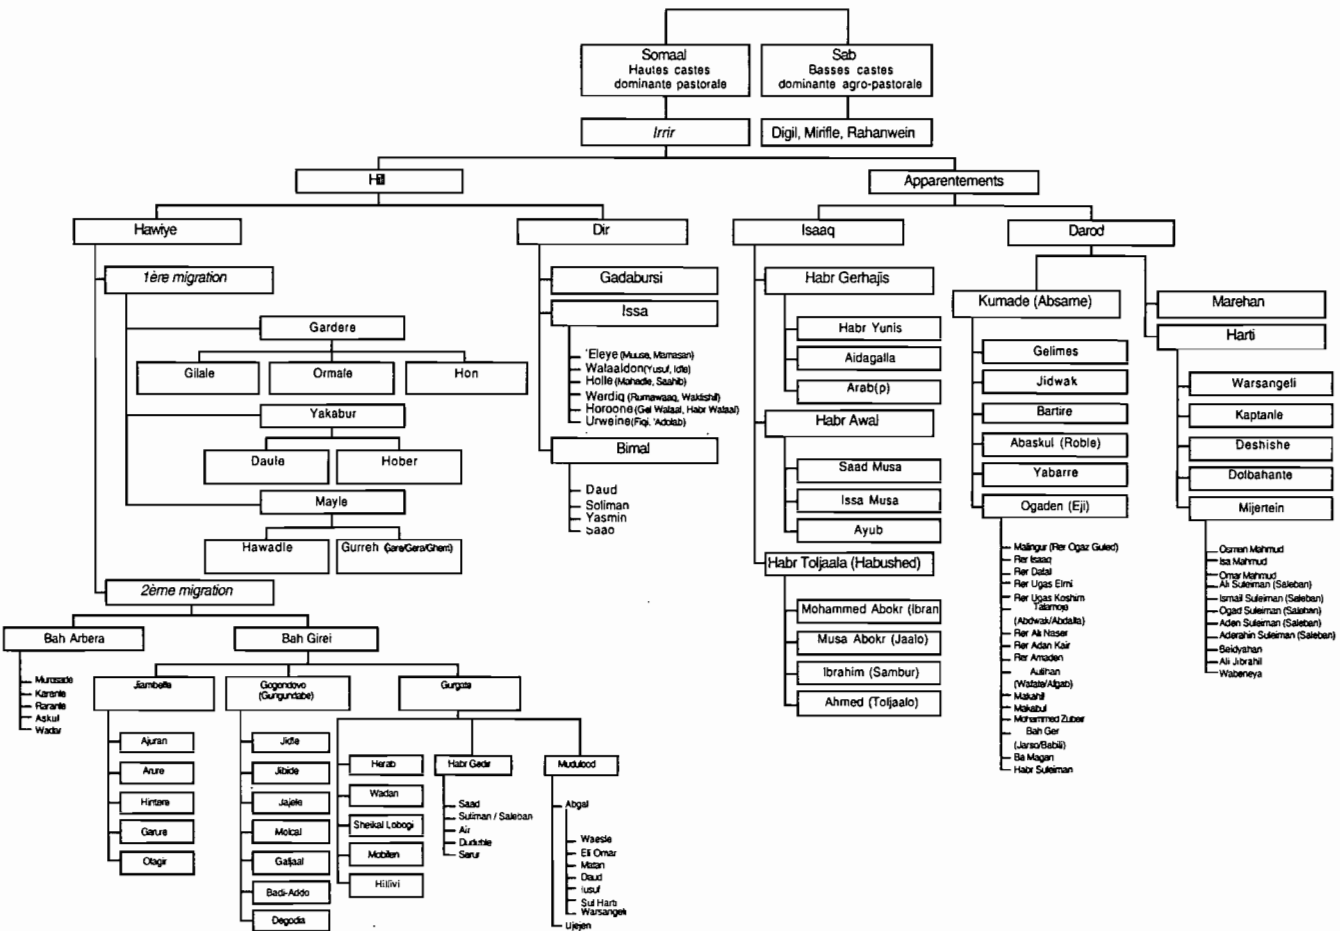 Somaal
Hautes castes
dominante pastorale
Sab
Basses castes
dominante agro-pastorale
Irrir
Digil, Mirifle, Rahanwein
Apparentements
Hawiye
Dir
Isaaq
Darod
1ère migration
Gardere
Gilale
Ormale
Hon
Yakabur
Daule
Hober
Mayle
Hawadle
Gurreh
2ème migration
Bah Arbera
Murosade
Karanle
Raranle
Askul
Wadar
Bah Girei
Jiambelle
Ajuran
Arure
Hintere
Garure
Olagir
Gogondovo
(Gungundabe)
Jidle
Jibide
Jajele
Molcal
Galjaal
Badi-Addo
Degodia
Gurgate
Herab
Wadan
Sheikal Lobogi
Mobilen
Hillivi
Habr Gedir
Saad
Suliman / Saleban
Air
Duduble
Serur
Mudulood
Abgal
Waesle
Eli Omar
Matan
Daud
Iusuf
Sul Harti
Warsangeli
Ujejen
Gadabursi
Issa
'Eleye (Muuse, Mamasan)
Walaaldon (Yusuf, Idle)
Holle (Mahadle, Saahib)
Werdiq (Rumawaaq, Wakishil)
Horoone (Gel Walaal, Habr Walaal)
Urweine (Fiqi, 'Adolab)
Bimal
Daud
Soliman
Yasmin
Saao
Habr Gerhajis
Habr Yunis
Aidagalla
Arab(p)
Habr Awal
Saad Musa
Issa Musa
Ayub
Habr Toljaala (Habushed)
Mohammed Abokr (Ibran
Musa Abokr (Jaalo)
Ibrahim (Sambur)
Ahmed (Toljaalo)
Kumade (Absame)
Gelimes
Jidwak
Bartire
Abaskul (Roble)
Yabarre
Ogaden (Eji)
Malingur (Rer Ogaz Guled)
Rer Isaaq
Rer Dalal
Rer Ugas Elmi
Rer Ugas Koshim
Talamoje
(Abdwak/Abdalla)
Rer Ali Naser
Rer Adan Kair
Rer Amaden
Aulihan
(Wafate/Afgab)
Makahil
Makabul
Mohammed Zubeir
Bah Ger
(Jarso/Babili)
Ba Magan
Habr Suleiman
Marehan
Harti
Warsangeli
Kaptanle
Deshishe
Dolbahante
Mijertein
Osman Mahmud
Isa Mahmud
Omar Mahmud
Ali Suleiman (Saleban)
Ismail Suleiman (Saleban)
Ogad Suleiman (Saleban)
Aden Suleiman (Saleban)
Aderahin Suleiman (Saleban)
Beidyahan
Ali Jibrahil
Wabeneya